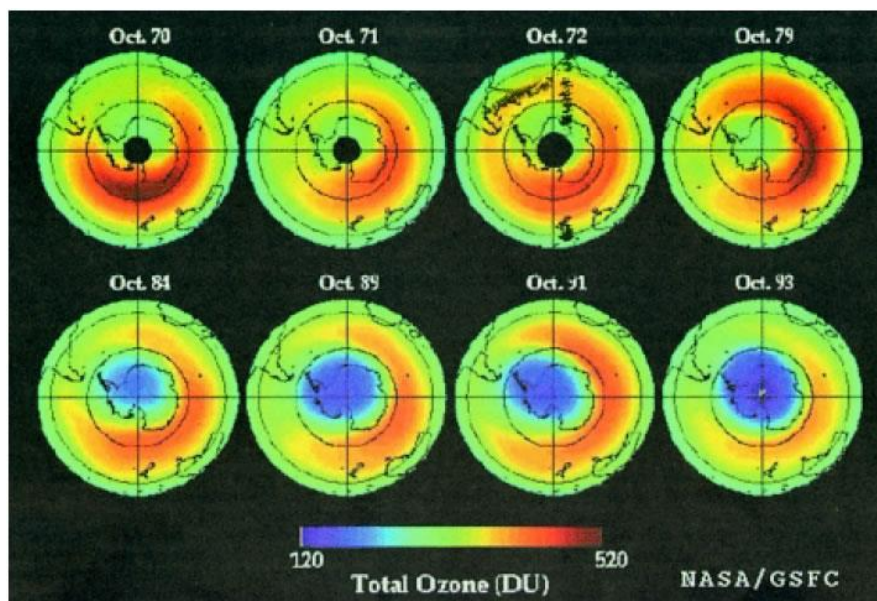 Oct. 70 Oct. 71 Oct. 72 Oct. 79
Oct. 84 Oct. 89 Oct. 91 Oct. 93
120 520
Total Ozone (DU)
NASA/GSFC